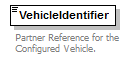 VehicleIdentifier
Partner Reference for the
Configured Vehicle.